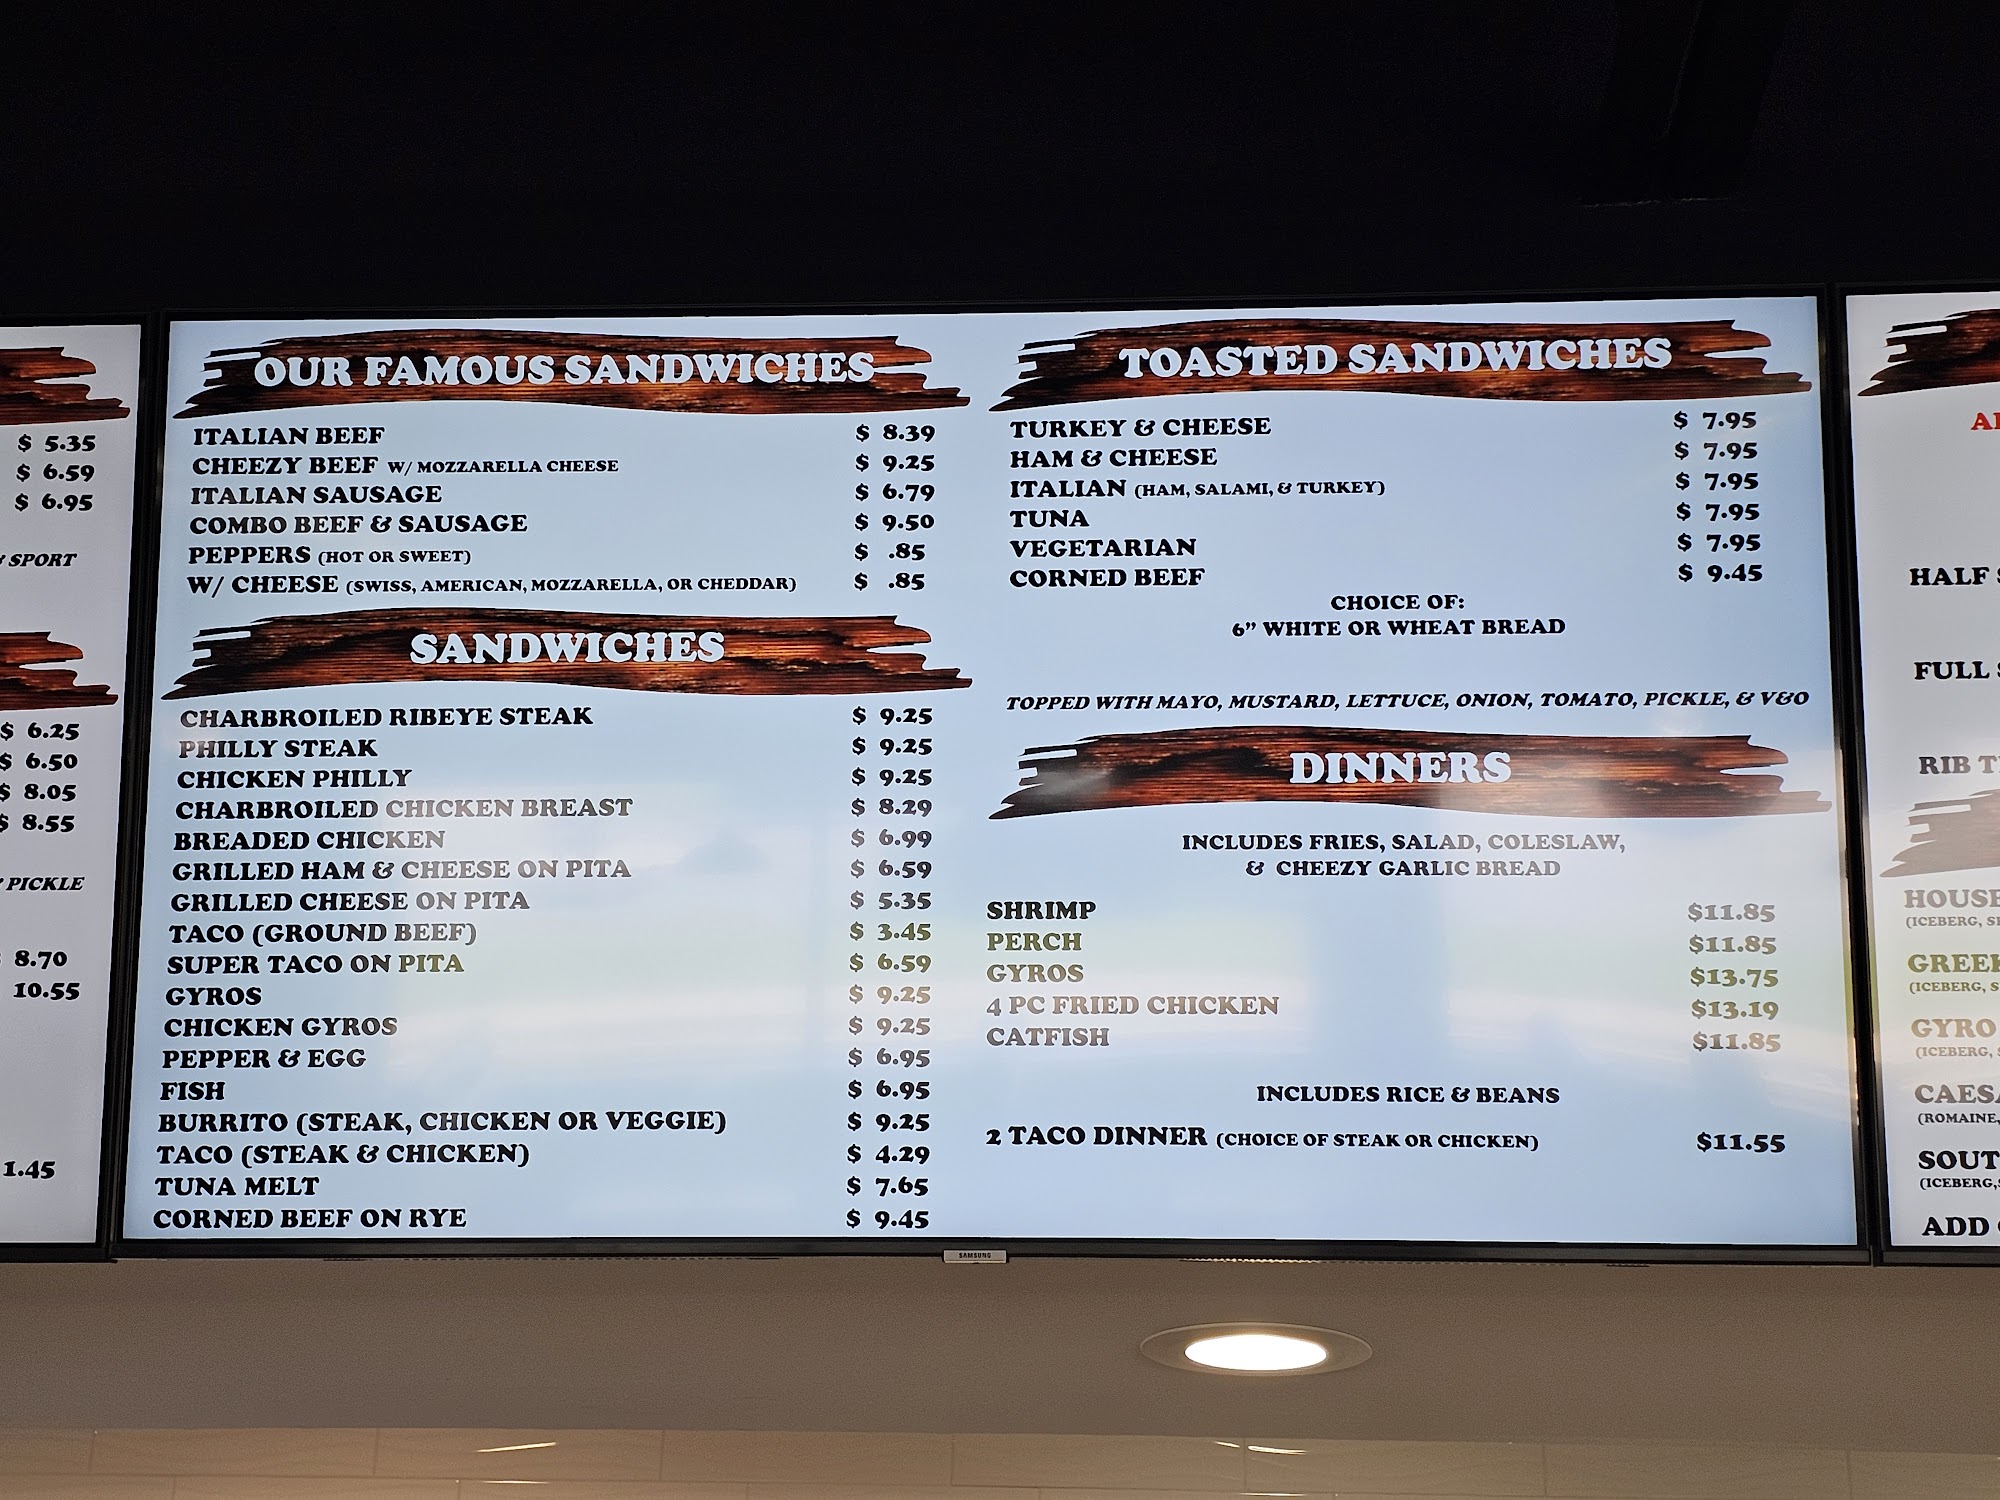 $ 5.35
$ 6.59
$ 6.95
SPORT
$ 6.25
$ 6.50
$ 8.05
$ 8.55
PICKLE
8.70
10.55
1.45
OUR FAMOUS SANDWICHES
ITALIAN BEEF $ 8.39
CHEEZY BEEF W/ MOZZARELLA CHEESE $ 9.25
ITALIAN SAUSAGE $ 6.79
COMBO BEEF & SAUSAGE $ 9.50
PEPPERS (HOT OR SWEET) $ .85
W/ CHEESE (SWISS, AMERICAN, MOZZARELLA, OR CHEDDAR) $ .85
SANDWICHES
CHARBROILED RIBEYE STEAK $ 9.25
PHILLY STEAK $ 9.25
CHICKEN PHILLY $ 9.25
CHARBROILED CHICKEN BREAST $ 8.29
BREADED CHICKEN $ 6.99
GRILLED HAM & CHEESE ON PITA $ 6.59
GRILLED CHEESE ON PITA $ 5.35
TACO (GROUND BEEF) $ 3.45
SUPER TACO ON PITA $ 6.59
GYROS $ 9.25
CHICKEN GYROS $ 9.25
PEPPER & EGG $ 6.95
FISH $ 6.95
BURRITO (STEAK, CHICKEN OR VEGGIE) $ 9.25
TACO (STEAK & CHICKEN) $ 4.29
TUNA MELT $ 7.65
CORNED BEEF ON RYE $ 9.45
TOASTED SANDWICHES
TURKEY & CHEESE $ 7.95
HAM & CHEESE $ 7.95
ITALIAN (HAM, SALAMI, & TURKEY) $ 7.95
TUNA $ 7.95
VEGETARIAN $ 7.95
CORNED BEEF $ 9.45
CHOICE OF:
6" WHITE OR WHEAT BREAD
TOPPED WITH MAYO, MUSTARD, LETTUCE, ONION, TOMATO, PICKLE, & V&O
DINNERS
INCLUDES FRIES, SALAD, COLESLAW,
& CHEEZY GARLIC BREAD
SHRIMP $11.85
PERCH $11.85
GYROS $13.75
4 PC FRIED CHICKEN $13.19
CATFISH $11.85
INCLUDES RICE & BEANS
2 TACO DINNER (CHOICE OF STEAK OR CHICKEN) $11.55
SAMSUNG
HALF
FULL
RIB
HOUSE
(ICEBERG,
GREEK
(ICEBERG,
GYRO
(ICEBERG,
CAES
(ROMAINE,
SOUT
(ICEBERG,
ADD